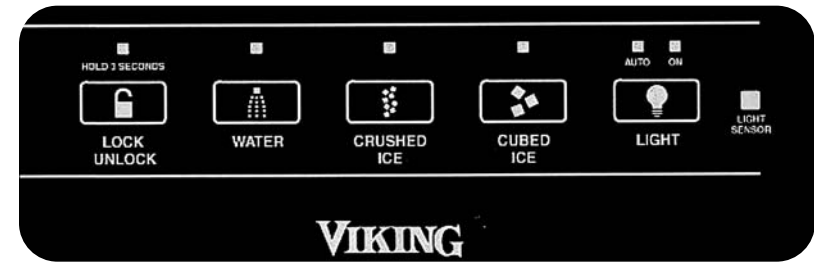 HOLD 3 SECONDS
AUTO ON
LOCK
UNLOCK
WATER
CRUSHED
ICE
CUBED
ICE
LIGHT
LIGHT
SENSOR
VIKING